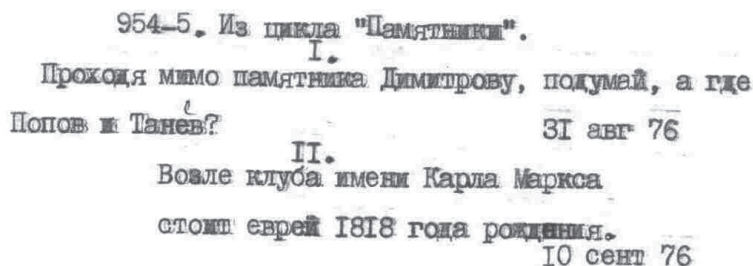 954-5. Из цикла "Памятники".
I.
Проходя мимо памятника Димитрову, подумай, а где
Попов и Танев?
31 авг 76
II.
Возле клуба имени Карла Маркса
стоит еврей 1818 года рождения.
10 сент 76